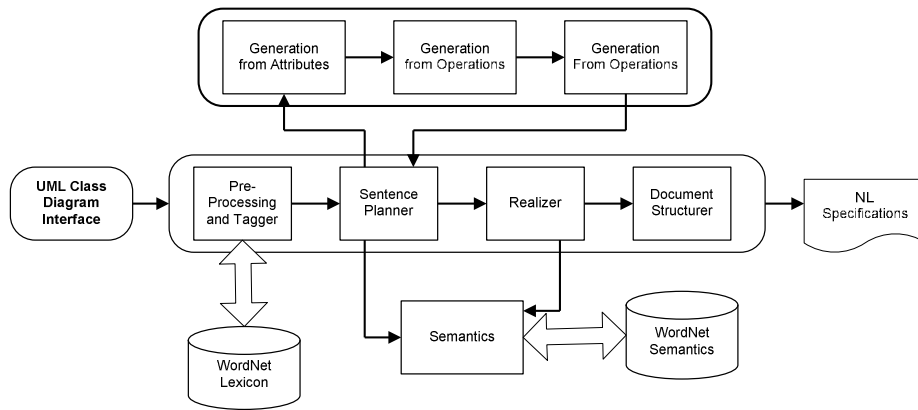 Generation
from Attributes
Generation
from Operations
Generation
From Operations
UML Class
Diagram
Interface
Pre-
Processing
and Tagger
Sentence
Planner
Realizer
Document
Structurer
NL
Specifications
Semantics
WordNet
Semantics
WordNet
Lexicon